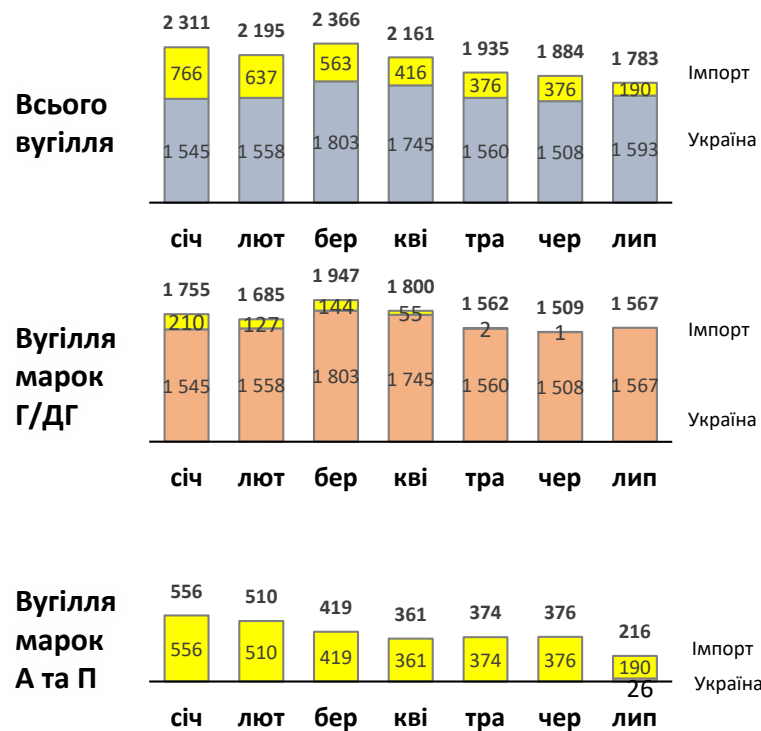 2 311 2 195 2 366 2 161 1 935 1 884 1 783
766 637 563 416 376 376 190 Імпорт
Всього
вугілля
1 545 1 558 1 803 1 745 1 560 1 508 1 593 Україна
січ лют бер кві тра чер лип
1 755 1 685 1 947 1 800 1 562 1 509 1 567
210 127 144 55 2 1 Імпорт
Вугілля
марок
Г/ДГ
1 545 1 558 1 803 1 745 1 560 1 508 1 567 Україна
січ лют бер кві тра чер лип
556 510 419 361 374 376 216
Вугілля
марок
А та П
556 510 419 361 374 376 190 Імпорт
26 Україна
січ лют бер кві тра чер лип